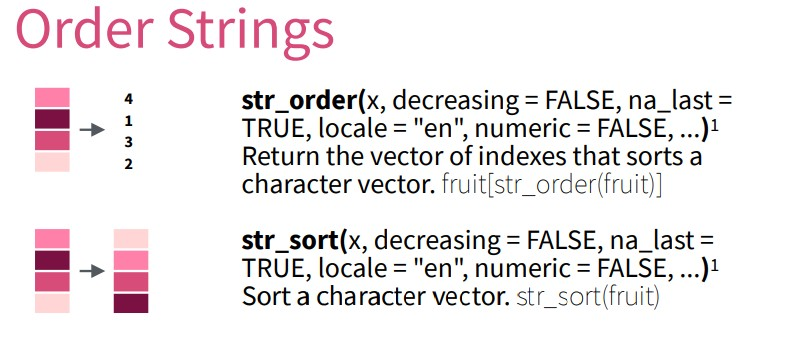 Order Strings
4
1
3
2
str_order(x, decreasing = FALSE, na_last =
TRUE, locale = "en", numeric = FALSE, ...)¹
Return the vector of indexes that sorts a
character vector. fruit[str_order(fruit)]
str_sort(x, decreasing = FALSE, na_last =
TRUE, locale = "en", numeric = FALSE, ...)¹
Sort a character vector. str_sort(fruit)